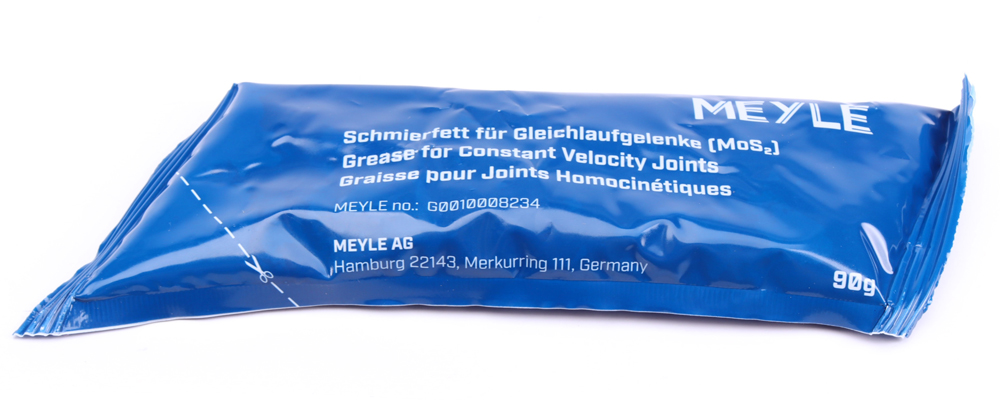 MEYLE
Schmierfett für Gleichlaufgelenke (MoS₂)
Grease for Constant Velocity Joints
Graisse pour Joints Homocinétiques
MEYLE no.: G0010008234
MEYLE AG
Hamburg 22143, Merkurring 111, Germany
90g